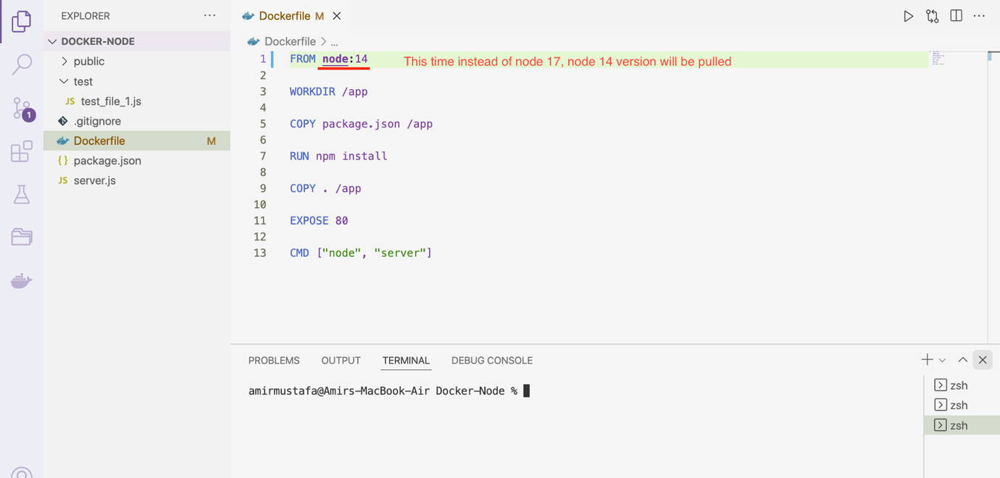 EXPLORER
···
DOCKER-NODE
public
test
JS test_file_1.js
.gitignore
Dockerfile M
{} package.json
JS server.js
1
Dockerfile M
Dockerfile > ...
1 FROM node:14 This time instead of node 17, node 14 version will be pulled
2
3 WORKDIR /app
4
5 COPY package.json /app
6
7 RUN npm install
8
9 COPY . /app
10
11 EXPOSE 80
12
13 CMD ["node", "server"]
PROBLEMS OUTPUT TERMINAL DEBUG CONSOLE
amirmustafa@Amirs-MacBook-Air Docker-Node %
zsh
zsh
zsh